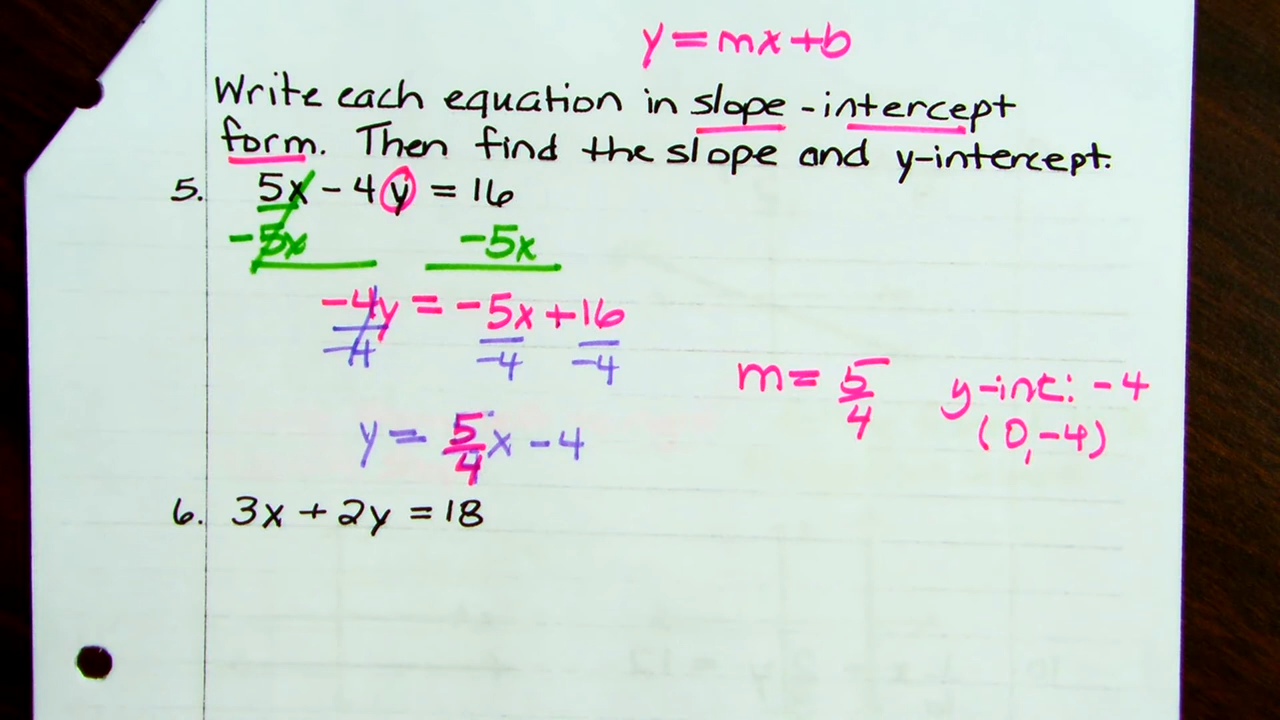 y = mx + b
Write each equation in slope - intercept
form. Then find the slope and y-intercept.
5. 5x - 4y = 16
-5x -5x
-4y = -5x + 16
-4 -4 -4
m = 5/4 y-int: -4
(0, -4)
y = 5/4 x - 4
6. 3x + 2y = 18